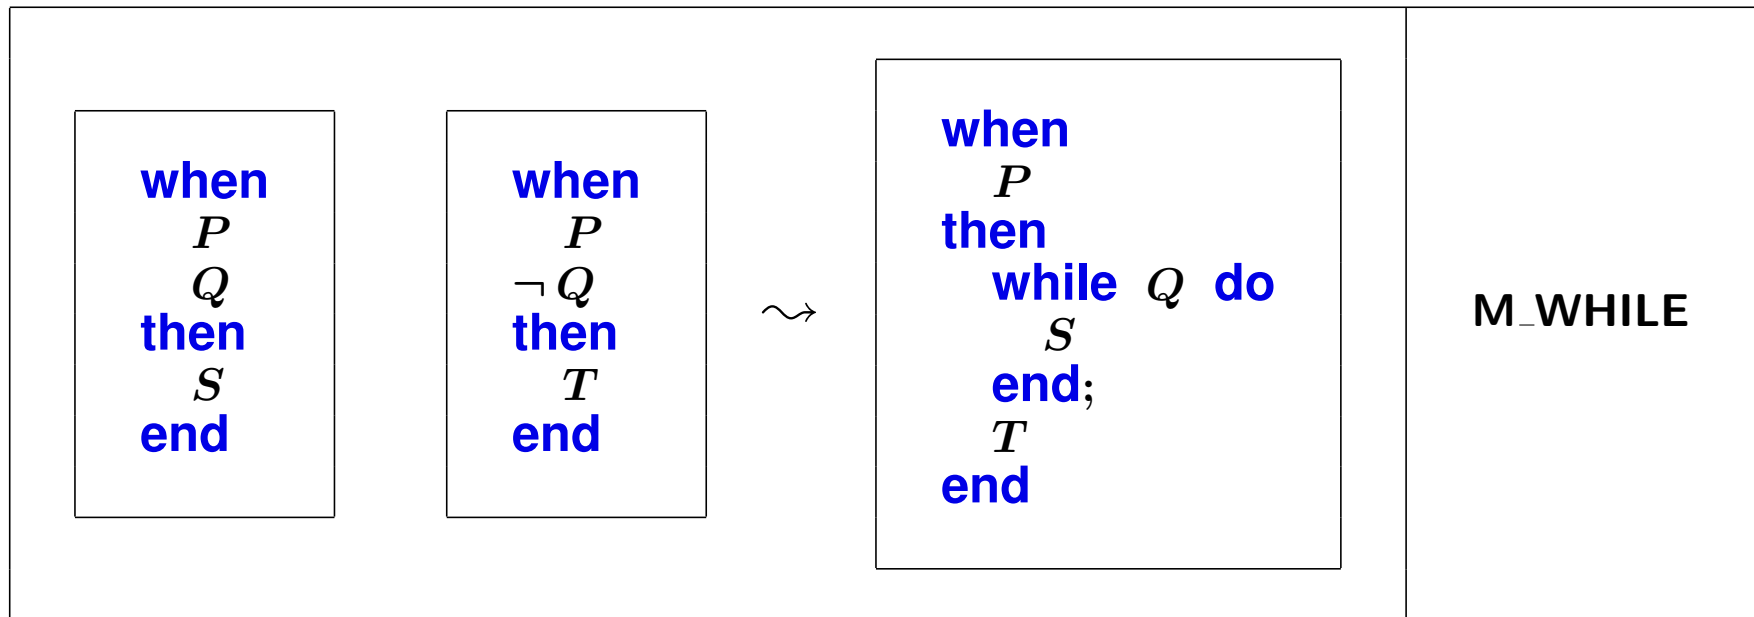 when
P
Q
then
S
end
when
P
¬ Q
then
T
end
⤳
when
P
then
while Q do
S
end;
T
end
M_WHILE